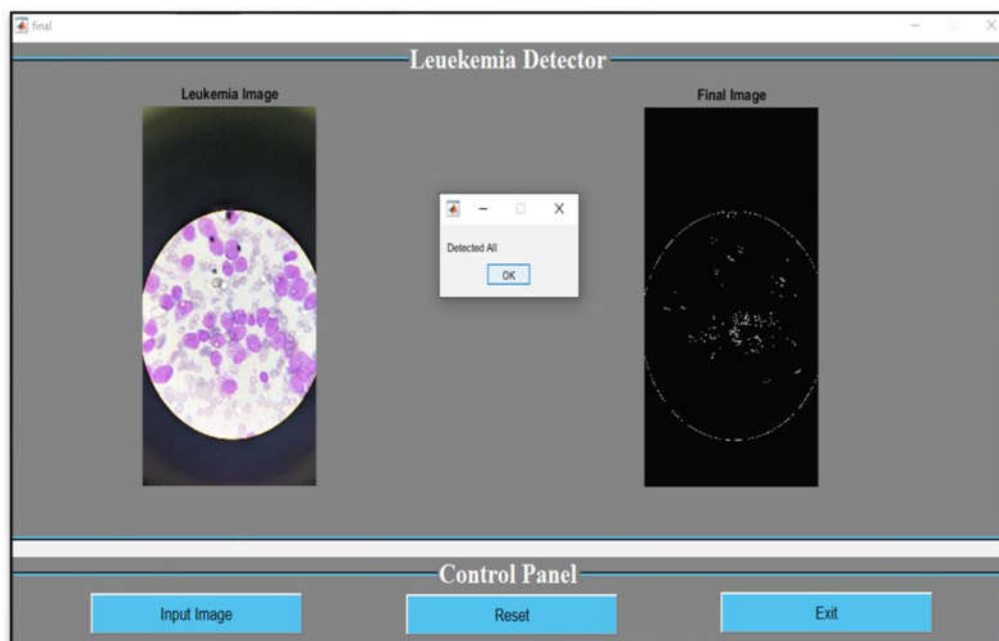 final
Leuekemia Detector
Leukemia Image
Final Image
Detected All
OK
Control Panel
Input Image
Reset
Exit